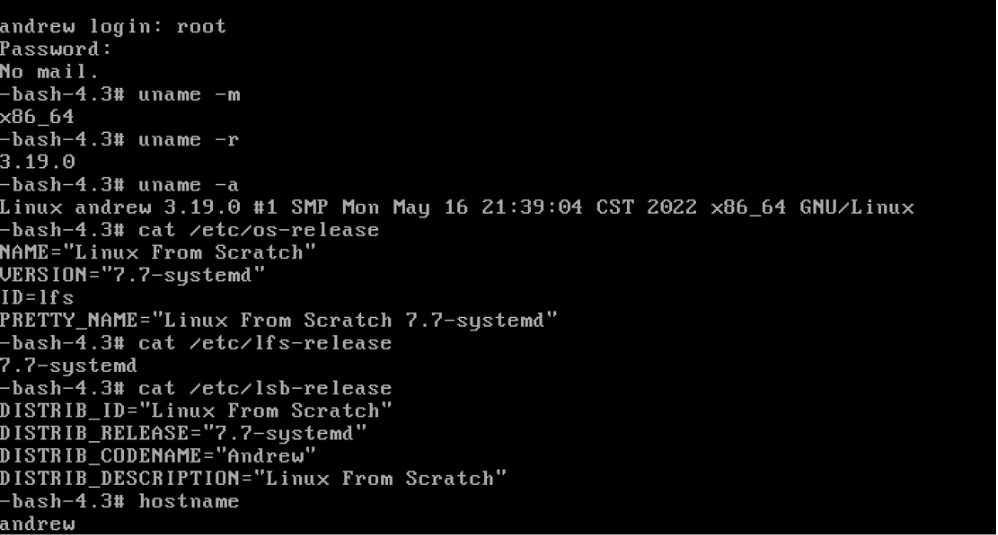 andrew login: root
Password:
No mail.
-bash-4.3# uname -m
x86_64
-bash-4.3# uname -r
3.19.0
-bash-4.3# uname -a
Linux andrew 3.19.0 #1 SMP Mon May 16 21:39:04 CST 2022 x86_64 GNU/Linux
-bash-4.3# cat /etc/os-release
NAME="Linux From Scratch"
VERSION="7.7-systemd"
ID=lfs
PRETTY_NAME="Linux From Scratch 7.7-systemd"
-bash-4.3# cat /etc/lfs-release
7.7-systemd
-bash-4.3# cat /etc/lsb-release
DISTRIB_ID="Linux From Scratch"
DISTRIB_RELEASE="7.7-systemd"
DISTRIB_CODENAME="Andrew"
DISTRIB_DESCRIPTION="Linux From Scratch"
-bash-4.3# hostname
andrew